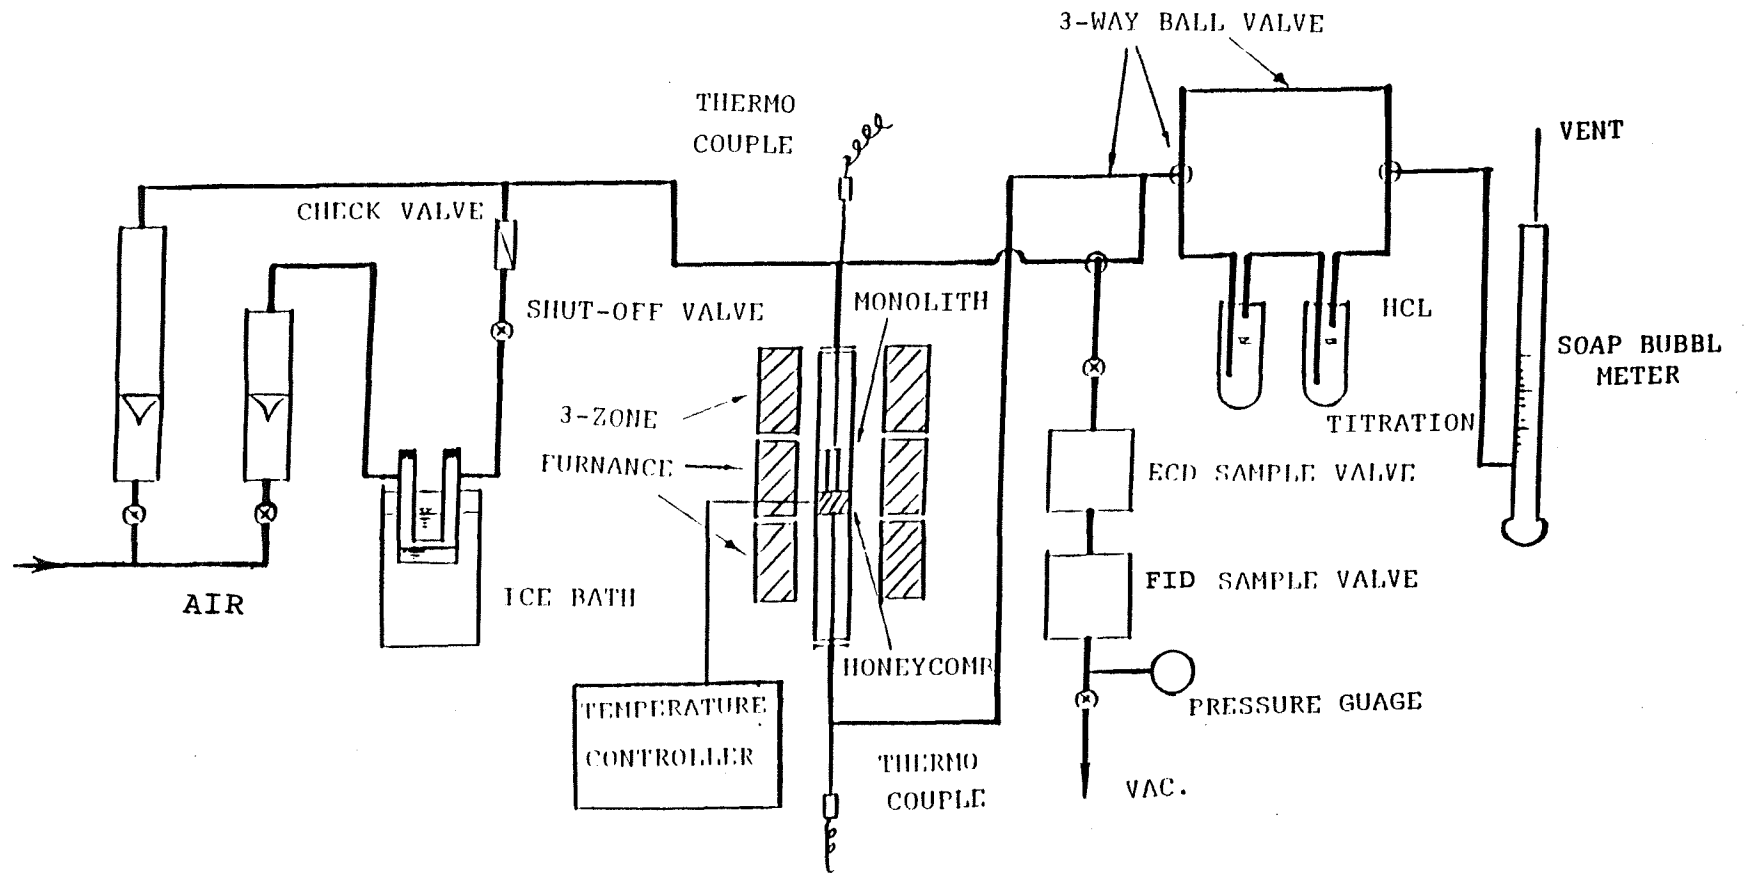 3-WAY BALL VALVE
THERMO
COUPLE
VENT
CHECK VALVE
SHUT-OFF VALVE
MONOLITH
HCL
SOAP BUBBL
METER
3-ZONE
TITRATION
FURNANCE
ECD SAMPLE VALVE
FID SAMPLE VALVE
AIR
ICE BATH
HONEYCOMB
PRESSURE GUAGE
TEMPERATURE
CONTROLLER
THERMO
COUPLE
VAC.